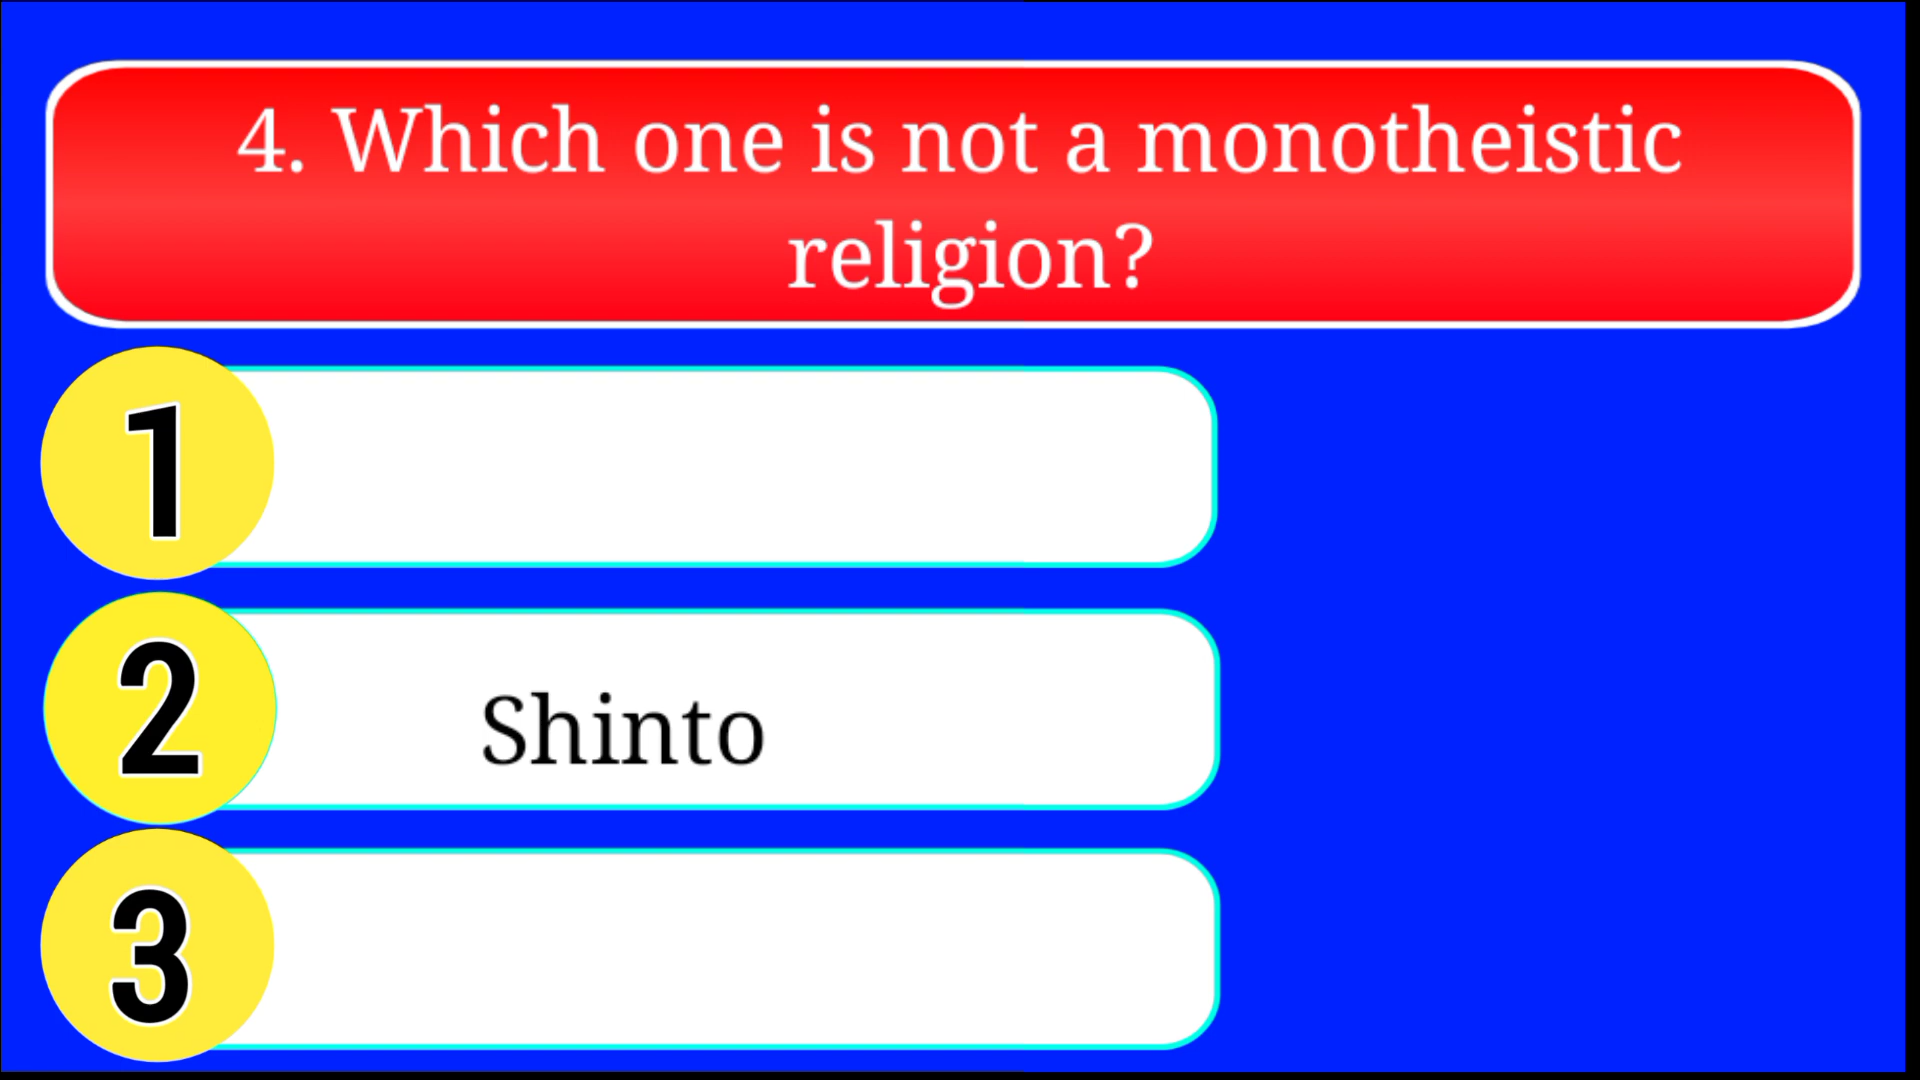 4. Which one is not a monotheistic
religion?
1
2
Shinto
3